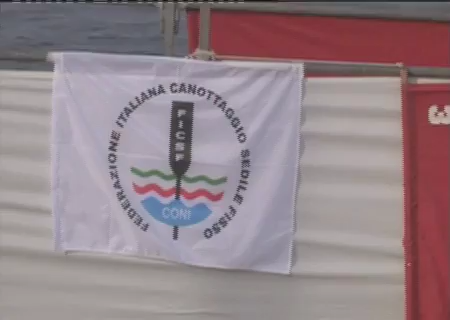 FEDERAZIONE ITALIANA CANOTTAGGIO SEDILE FISSO
FICSF
CONI